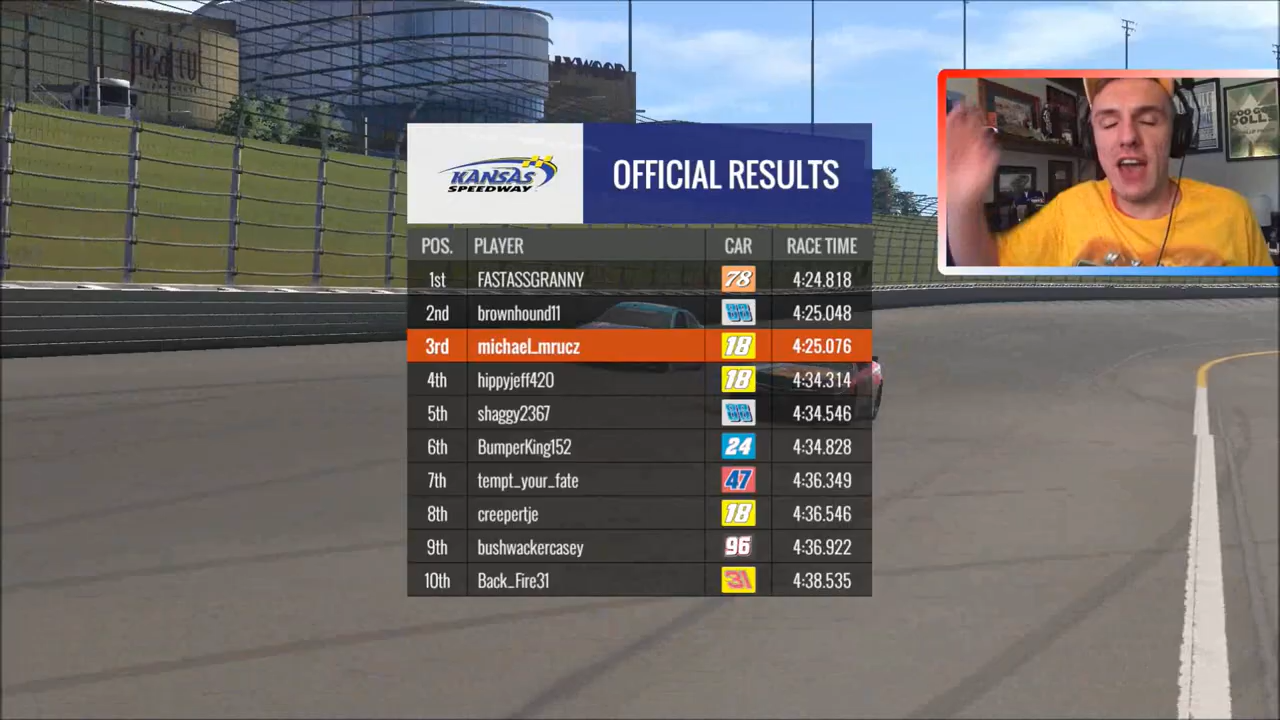 HOLLYWOOD
KANSAS
SPEEDWAY
OFFICIAL RESULTS
POS. PLAYER CAR RACE TIME
1st FASTASSGRANNY 78 4:24.818
2nd brownhound11 88 4:25.048
3rd michael_mrucz 18 4:25.076
4th hippyjeff420 18 4:34.314
5th shaggy2367 88 4:34.546
6th BumperKing152 24 4:34.828
7th tempt_your_fate 47 4:36.349
8th creepertje 18 4:36.546
9th bushwackercasey 96 4:36.922
10th Back_Fire31 31 4:38.535